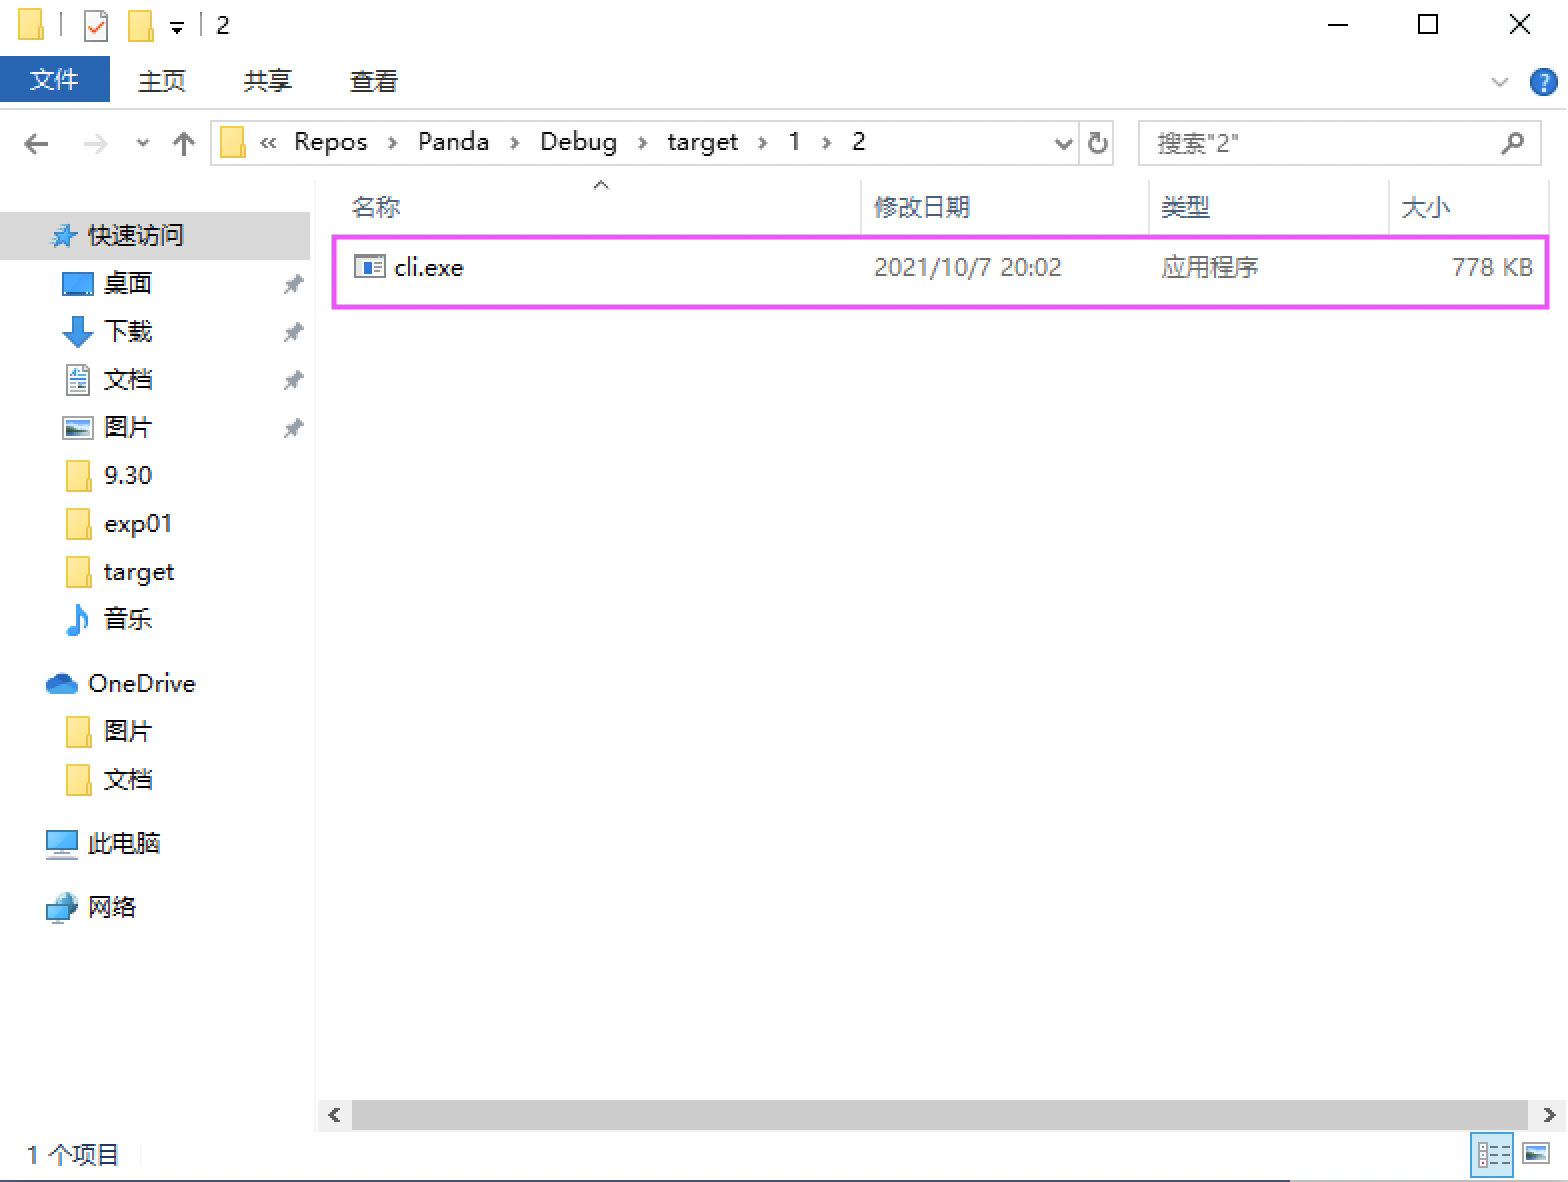 2
文件 主页 共享 查看
« Repos › Panda › Debug › target › 1 › 2 搜索"2"
名称 修改日期 类型 大小
快速访问
cli.exe 2021/10/7 20:02 应用程序 778 KB
桌面
下载
文档
图片
9.30
exp01
target
音乐
OneDrive
图片
文档
此电脑
网络
1 个项目